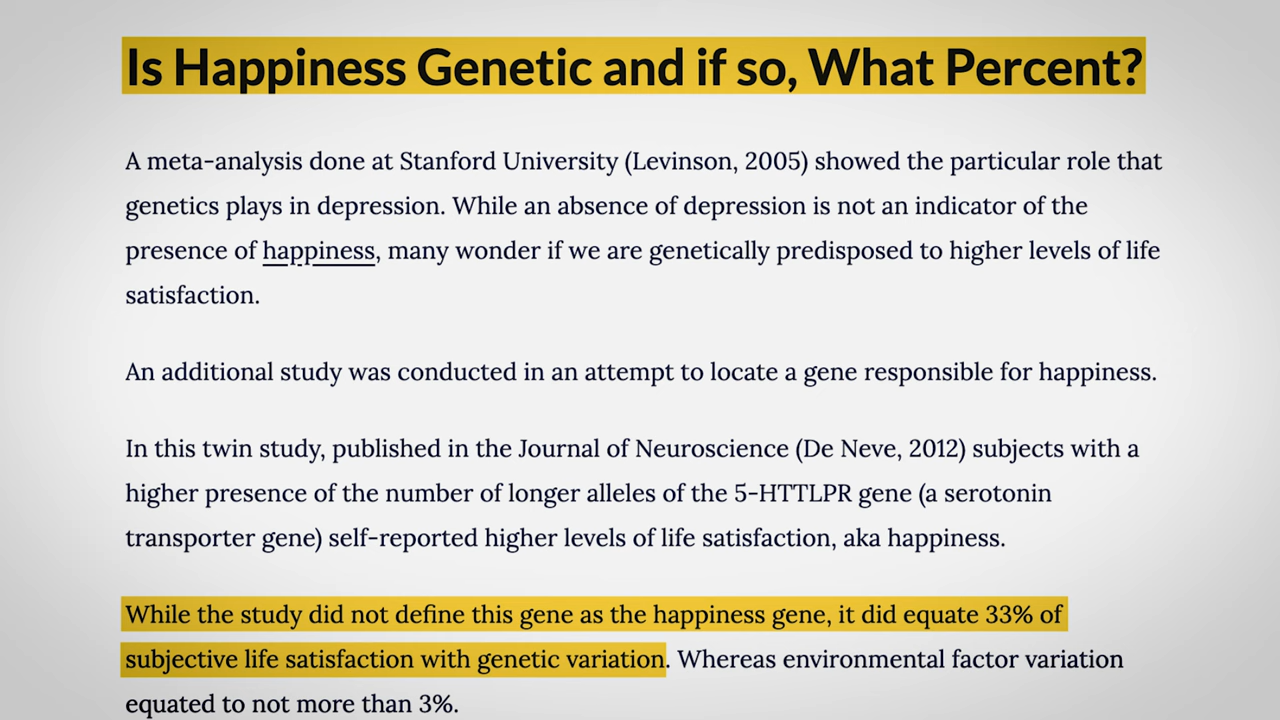 Is Happiness Genetic and if so, What Percent?
A meta-analysis done at Stanford University (Levinson, 2005) showed the particular role that
genetics plays in depression. While an absence of depression is not an indicator of the
presence of happiness, many wonder if we are genetically predisposed to higher levels of life
satisfaction.
An additional study was conducted in an attempt to locate a gene responsible for happiness.
In this twin study, published in the Journal of Neuroscience (De Neve, 2012) subjects with a
higher presence of the number of longer alleles of the 5-HTTLPR gene (a serotonin
transporter gene) self-reported higher levels of life satisfaction, aka happiness.
While the study did not define this gene as the happiness gene, it did equate 33% of
subjective life satisfaction with genetic variation. Whereas environmental factor variation
equated to not more than 3%.